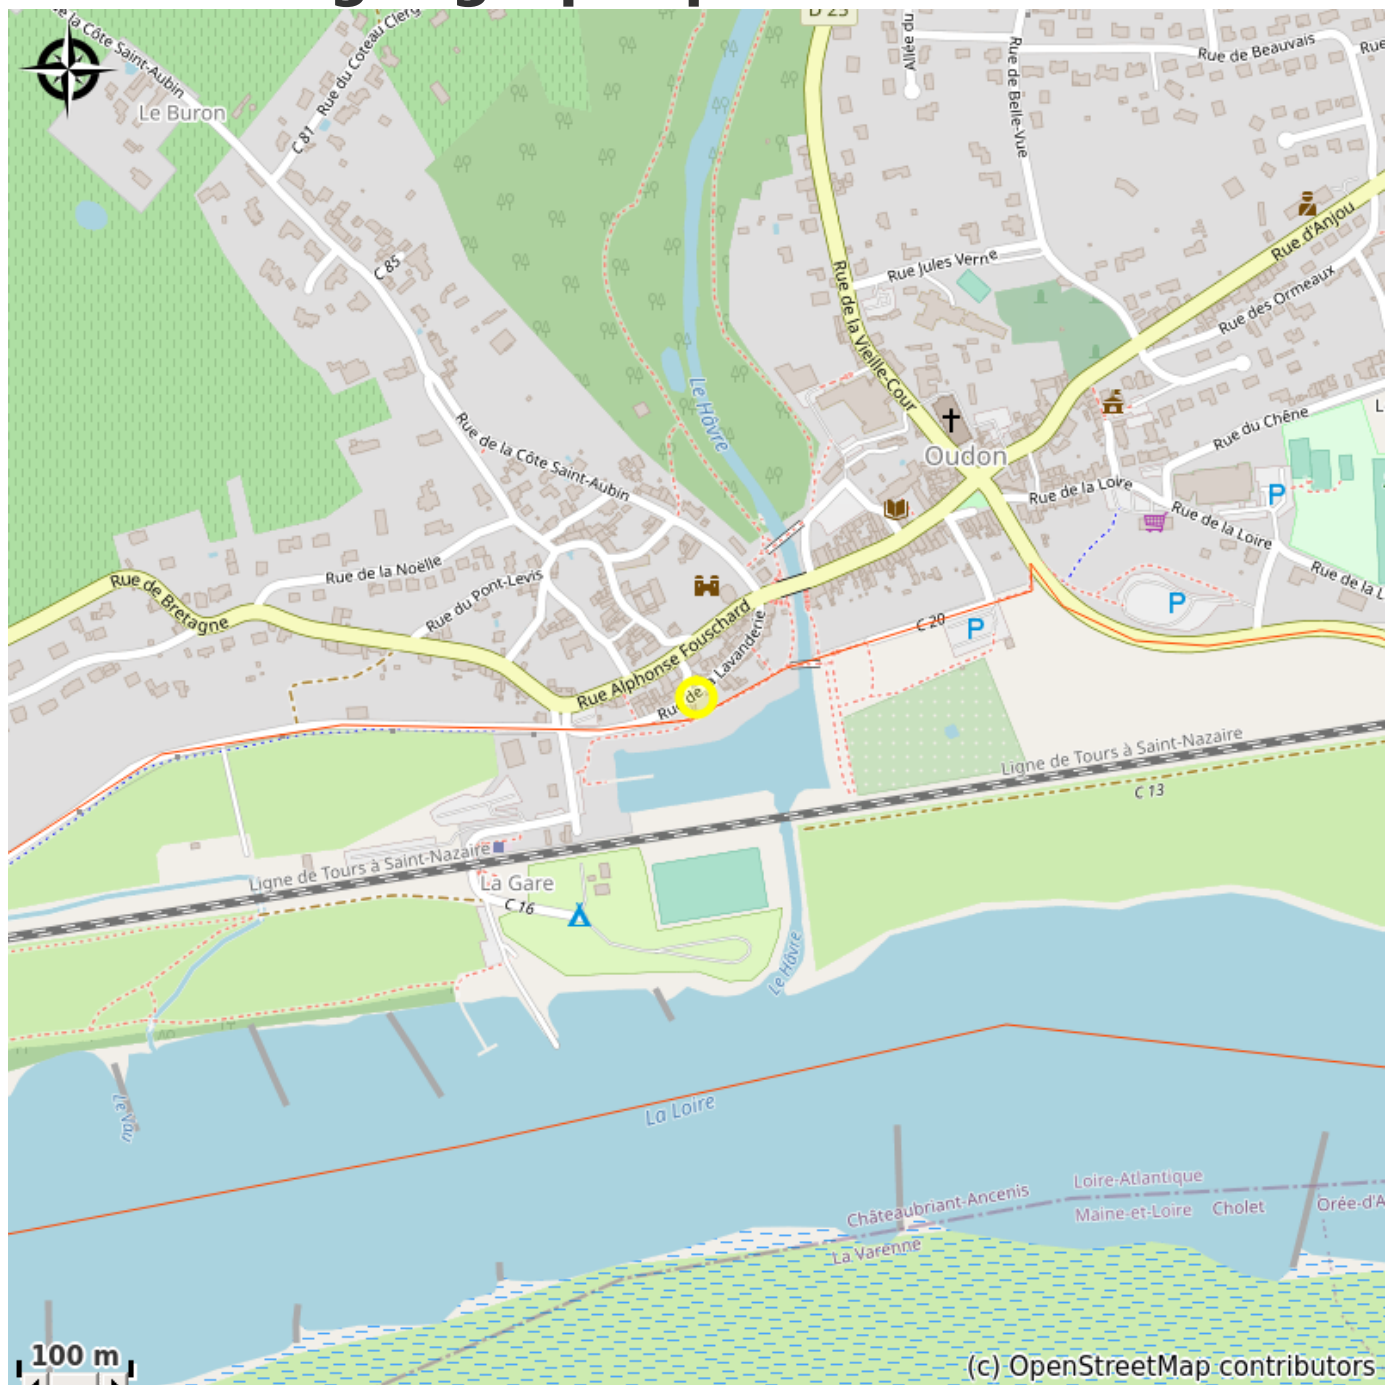 D 23
de la Côte Saint-Aubin
Rue du Coteau Clerg
Allée du
Rue de Belle-Vue
Rue de Beauvais
Rue
Le Buron
C 81
C 85
Rue d'Anjou
Rue Jules Verne
Rue des Ormeaux
Rue de la Vieille-Cour
Le Hâvre
Rue de la Côte Saint-Aubin
Oudon
Rue du Chêne
L
Rue de la Loire
P
Rue de la Loire
Rue de la L
Rue de la Noëlle
Rue du Pont-Levis
Rue de Bretagne
Rue Alphonse Fouschard
Rue de la Lavanderie
C 20
P
P
Ligne de Tours à Saint-Nazaire
C 13
Ligne de Tours à Saint-Nazaire
La Gare
C 16
Le Hâvre
La Loire
Loire-Atlantique
Châteaubriant-Ancenis
Maine-et-Loire
Cholet
Orée-d'A
La Varenne
100 m
(c) OpenStreetMap contributors